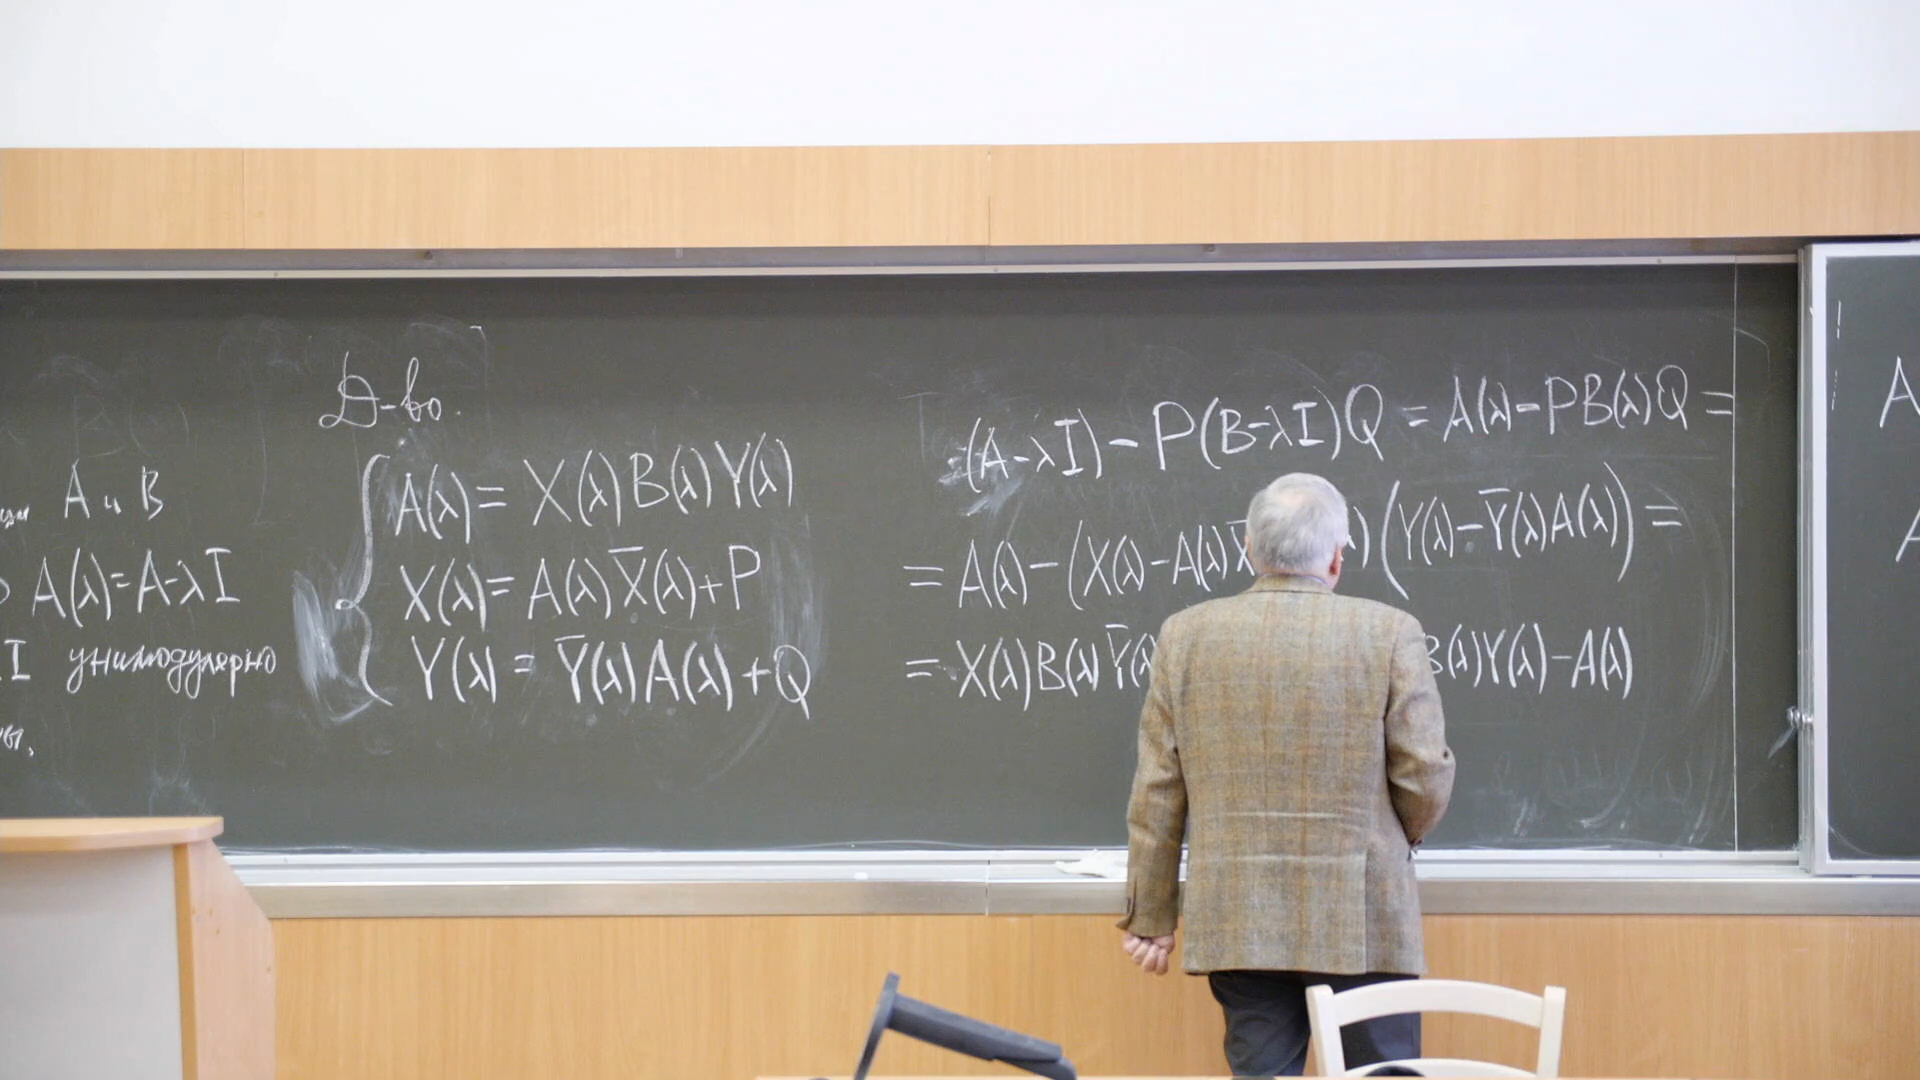 A и B
A(λ)=A-λI
I унимодулярно
Д-во.
A(λ)= X(λ)B(λ)Y(λ)
X(λ)= A(λ)X̅(λ)+P
Y(λ) = Y̅(λ)A(λ)+Q
(A-λI)-P(B-λI)Q = A(λ)-PB(λ)Q =
= A(λ)-(X(λ)-A(λ)X̅ )(Y(λ)-Y̅(λ)A(λ)) =
= X(λ)B(λ)Y̅(λ B(λ)Y(λ)-A(λ)
A
A